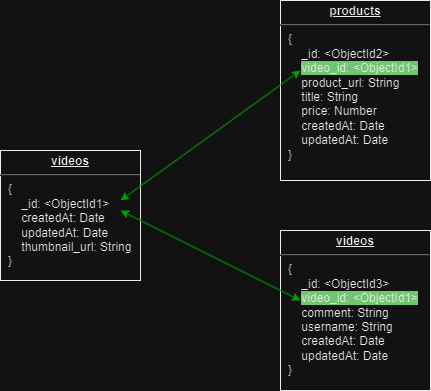 products
{
_id: <ObjectId2>
video_id: <ObjectId1>
product_url: String
title: String
price: Number
createdAt: Date
updatedAt: Date
}
videos
{
_id: <ObjectId1>
createdAt: Date
updatedAt: Date
thumbnail_url: String
}
videos
{
_id: <ObjectId3>
video_id: <ObjectId1>
comment: String
username: String
createdAt: Date
updatedAt: Date
}